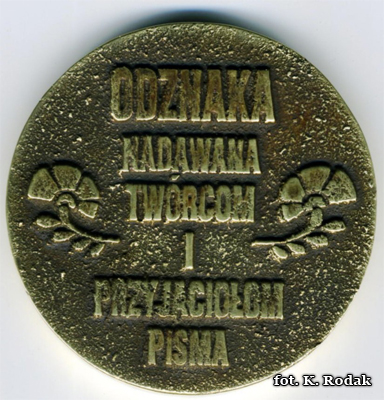 ODZNAKA
NADAWANA
TWÓRCOM
I
PRZYJACIOŁOM
PISMA
fot. K. Rodak